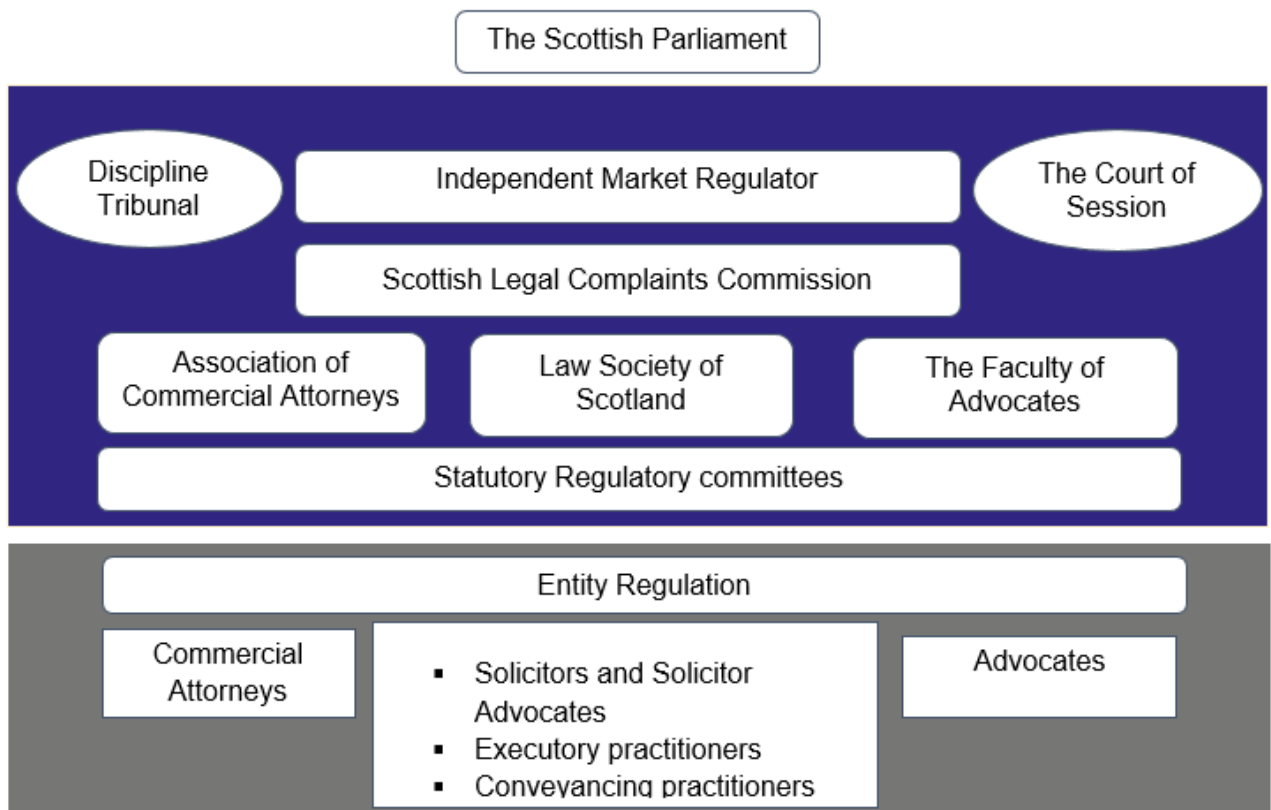 The Scottish Parliament
Discipline
Tribunal
Independent Market Regulator
The Court of
Session
Scottish Legal Complaints Commission
Association of
Commercial Attorneys
Law Society of
Scotland
The Faculty of
Advocates
Statutory Regulatory committees
Entity Regulation
Commercial
Attorneys
▪ Solicitors and Solicitor
Advocates
▪ Executory practitioners
▪ Conveyancing practitioners
Advocates